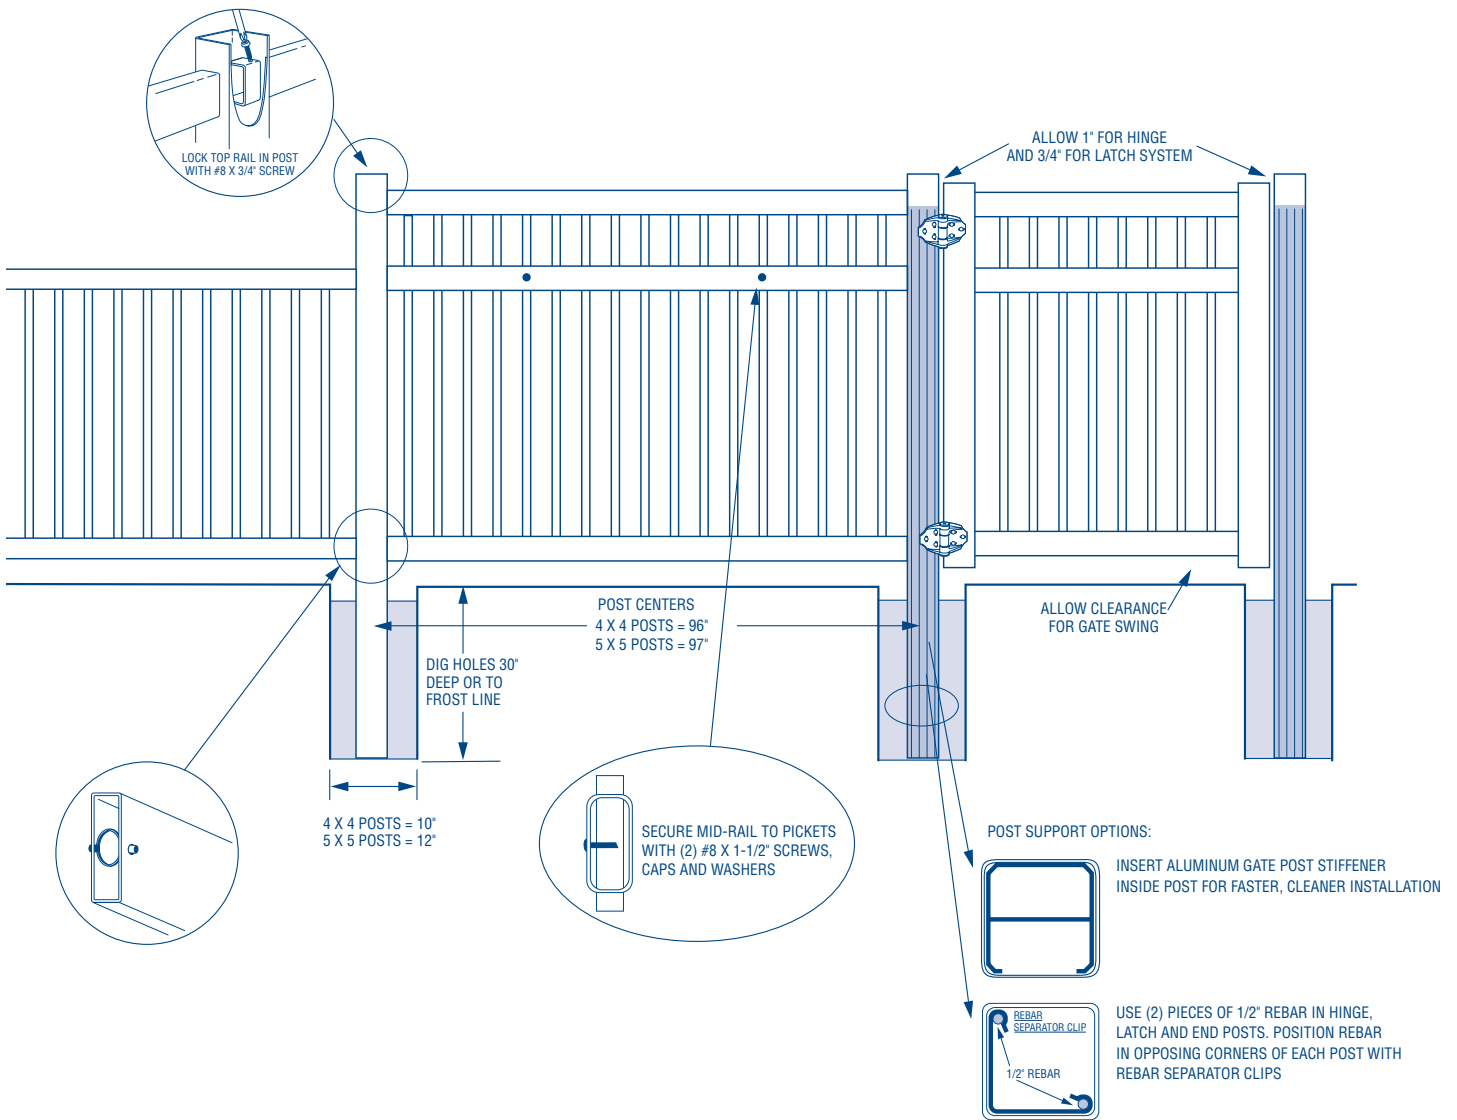 LOCK TOP RAIL IN POST
WITH #8 X 3/4" SCREW
ALLOW 1" FOR HINGE
AND 3/4" FOR LATCH SYSTEM
POST CENTERS
4 X 4 POSTS = 96"
5 X 5 POSTS = 97"
ALLOW CLEARANCE
FOR GATE SWING
DIG HOLES 30"
DEEP OR TO
FROST LINE
4 X 4 POSTS = 10"
5 X 5 POSTS = 12"
SECURE MID-RAIL TO PICKETS
WITH (2) #8 X 1-1/2" SCREWS,
CAPS AND WASHERS
POST SUPPORT OPTIONS:
INSERT ALUMINUM GATE POST STIFFENER
INSIDE POST FOR FASTER, CLEANER INSTALLATION
REBAR
SEPARATOR CLIP
1/2" REBAR
USE (2) PIECES OF 1/2" REBAR IN HINGE,
LATCH AND END POSTS. POSITION REBAR
IN OPPOSING CORNERS OF EACH POST WITH
REBAR SEPARATOR CLIPS